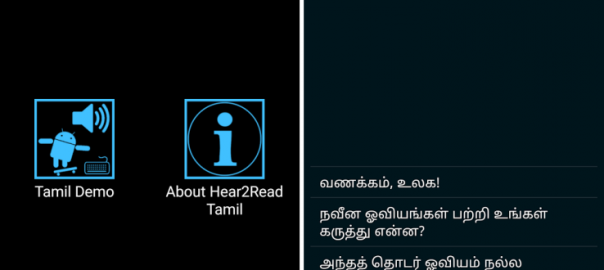 Tamil Demo
About Hear2Read
Tamil
வணக்கம், உலக!
நவீன ஓவியங்கள் பற்றி உங்கள்
கருத்து என்ன?
அந்தத் தொடர் ஓவியம் நல்ல